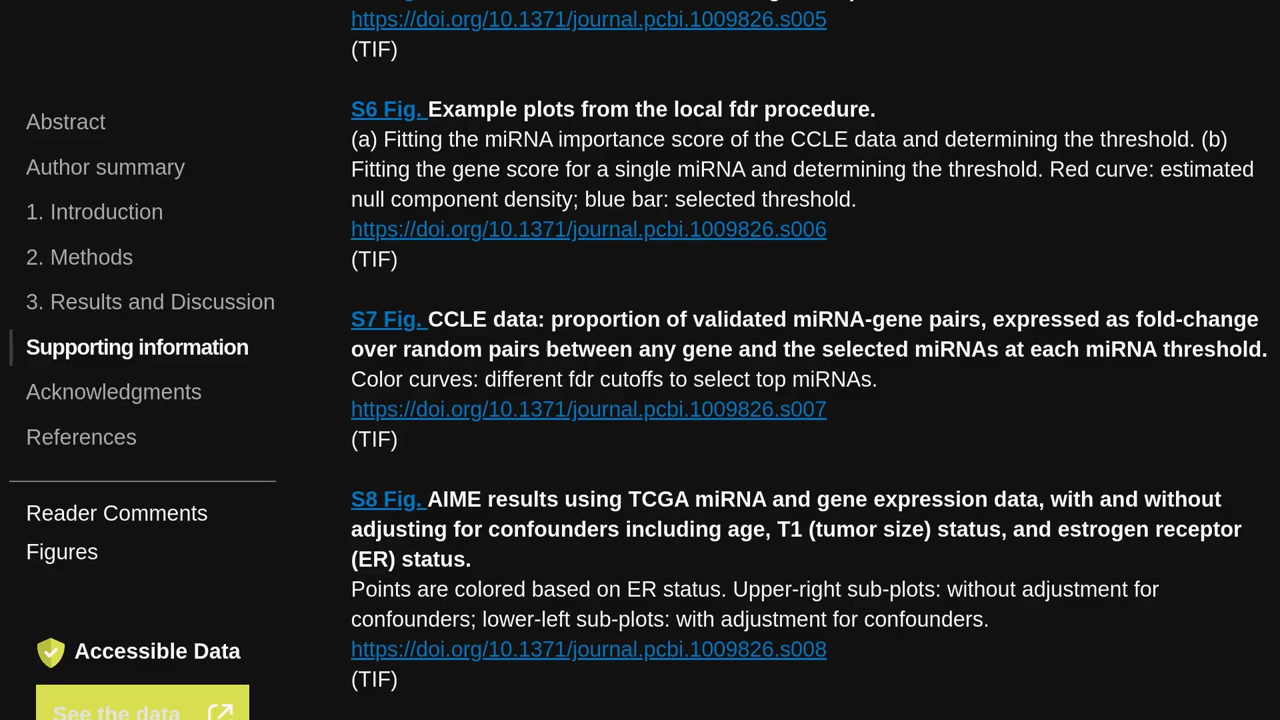 https://doi.org/10.1371/journal.pcbi.1009826.s005
(TIF)
S6 Fig. Example plots from the local fdr procedure.
(a) Fitting the miRNA importance score of the CCLE data and determining the threshold. (b)
Fitting the gene score for a single miRNA and determining the threshold. Red curve: estimated
null component density; blue bar: selected threshold.
https://doi.org/10.1371/journal.pcbi.1009826.s006
(TIF)
S7 Fig. CCLE data: proportion of validated miRNA-gene pairs, expressed as fold-change
over random pairs between any gene and the selected miRNAs at each miRNA threshold.
Color curves: different fdr cutoffs to select top miRNAs.
https://doi.org/10.1371/journal.pcbi.1009826.s007
(TIF)
S8 Fig. AIME results using TCGA miRNA and gene expression data, with and without
adjusting for confounders including age, T1 (tumor size) status, and estrogen receptor
(ER) status.
Points are colored based on ER status. Upper-right sub-plots: without adjustment for
confounders; lower-left sub-plots: with adjustment for confounders.
https://doi.org/10.1371/journal.pcbi.1009826.s008
(TIF)
Abstract
Author summary
1. Introduction
2. Methods
3. Results and Discussion
Supporting information
Acknowledgments
References
Reader Comments
Figures
Accessible Data
See the data